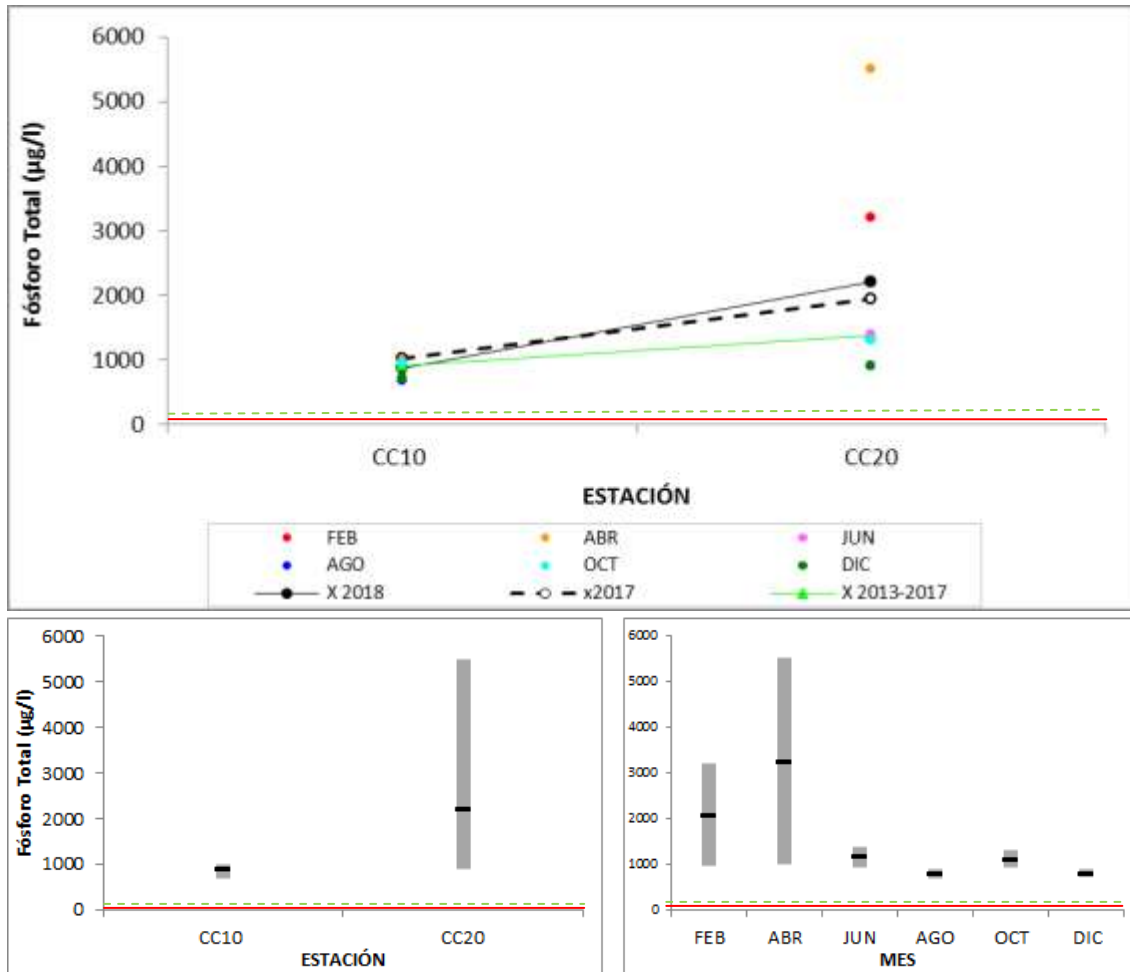 Fósforo Total (µg/l)
6000
5000
4000
3000
2000
1000
0
CC10 CC20
ESTACIÓN
FEB ABR JUN
AGO OCT DIC
X 2018 x2017 X 2013-2017
Fósforo Total (µg/l)
6000
5000
4000
3000
2000
1000
0
CC10 CC20
ESTACIÓN
6000
5000
4000
3000
2000
1000
0
FEB ABR JUN AGO OCT DIC
MES